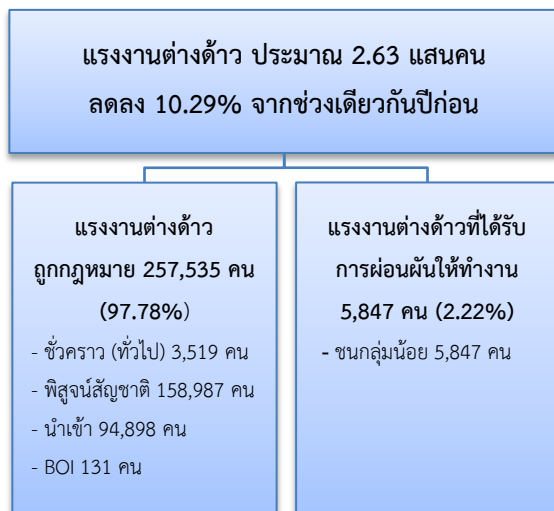 แรงงานต่างด้าว ประมาณ 2.63 แสนคน
ลดลง 10.29% จากช่วงเดียวกันปีก่อน
แรงงานต่างด้าว
ถูกกฎหมาย 257,535 คน
(97.78%)
- ชั่วคราว (ทั่วไป) 3,519 คน
- พิสูจน์สัญชาติ 158,987 คน
- นำเข้า 94,898 คน
- BOI 131 คน
แรงงานต่างด้าวที่ได้รับ
การผ่อนผันให้ทำงาน
5,847 คน (2.22%)
- ชนกลุ่มน้อย 5,847 คน